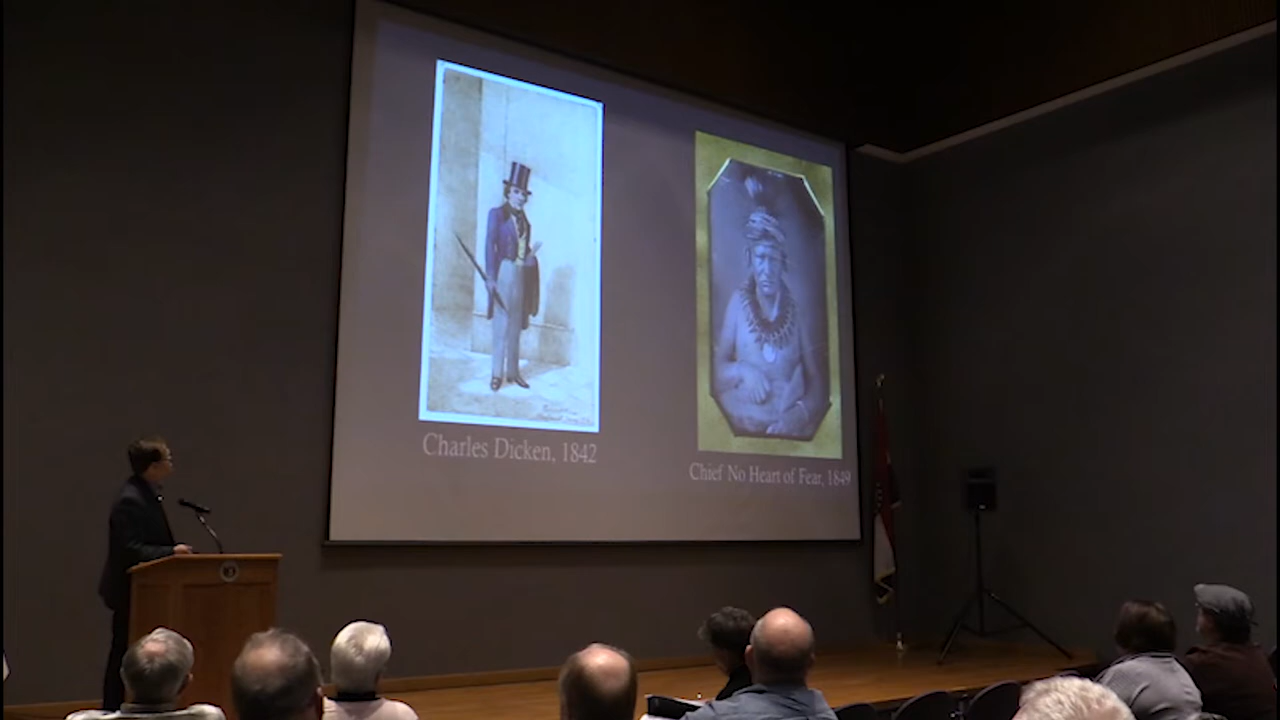 Charles Dicken, 1842
Chief No Heart of Fear, 1849